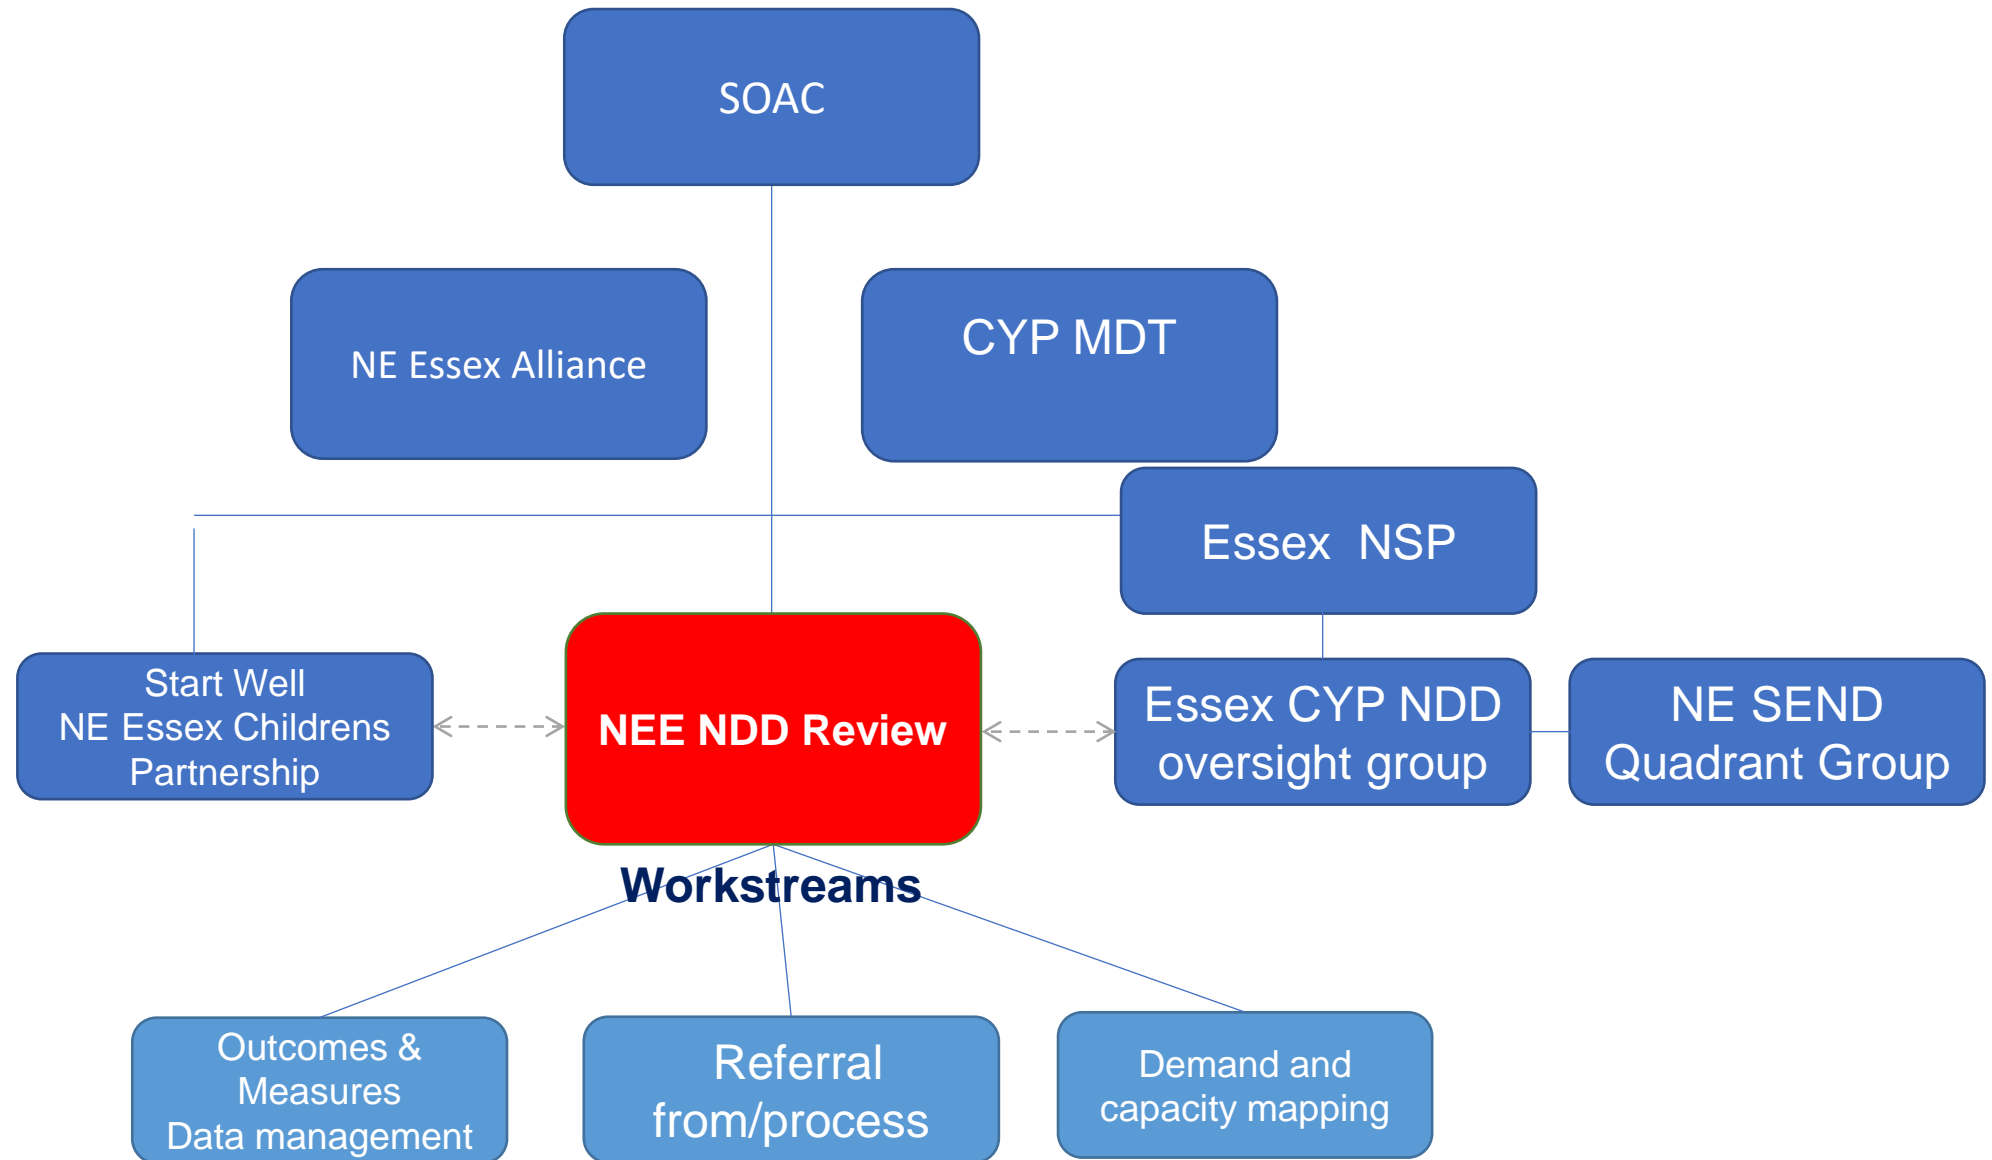 SOAC
NE Essex Alliance
CYP MDT
Essex NSP
Start Well
NE Essex Childrens
Partnership
NEE NDD Review
Essex CYP NDD
oversight group
NE SEND
Quadrant Group
Workstreams
Outcomes &
Measures
Data management
Referral
from/process
Demand and
capacity mapping